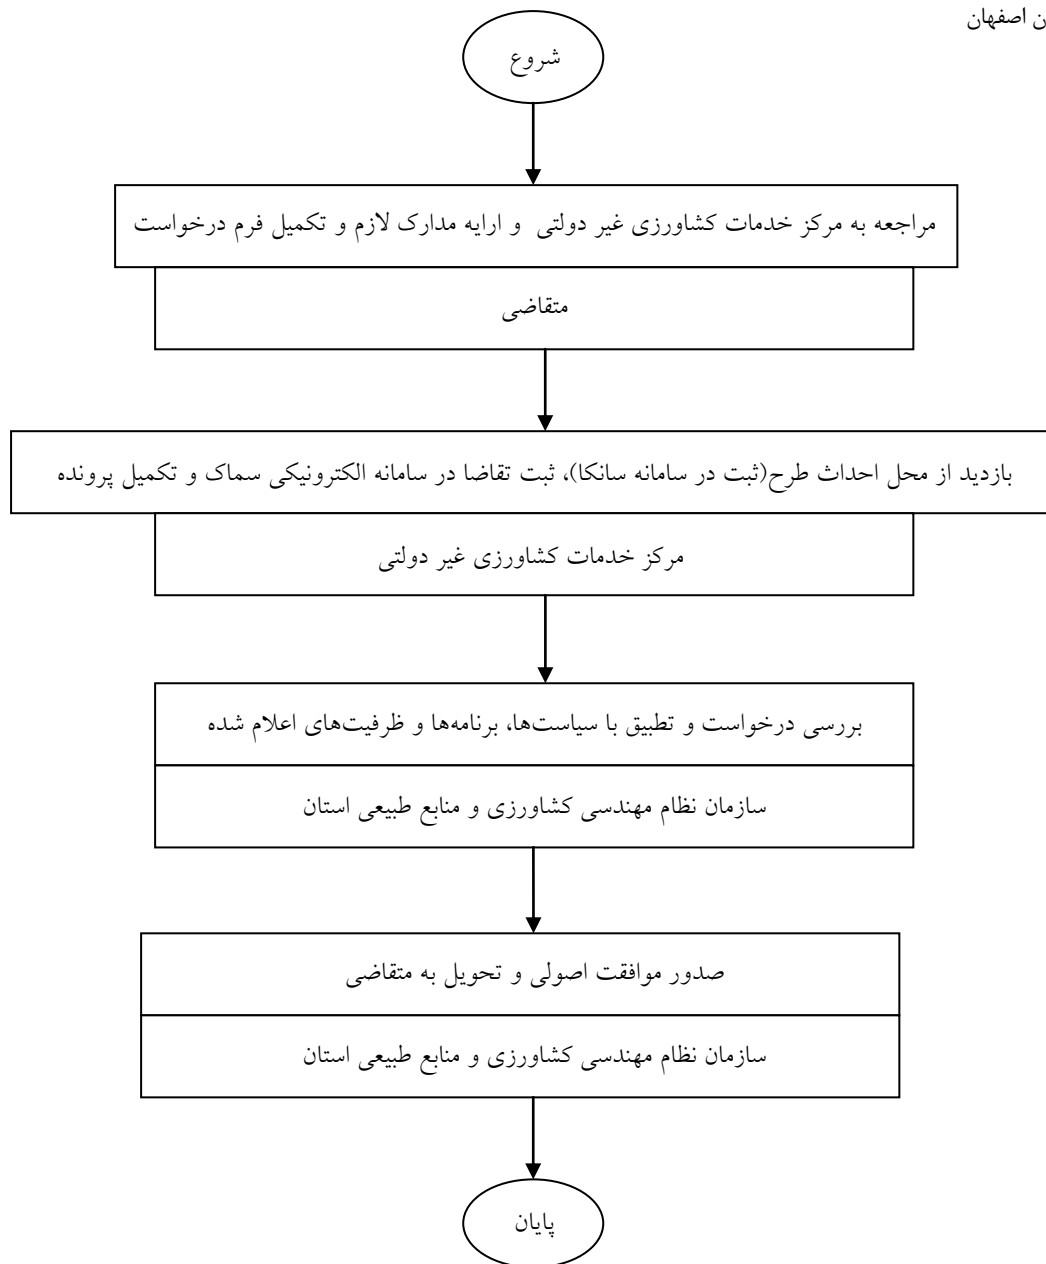 ن اصفهان
شروع
مراجعه به مرکز خدمات کشاورزی غیر دولتی و ارایه مدارک لازم و تکمیل فرم درخواست
متقاضی
بازدید از محل احداث طرح(ثبت در سامانه سانکا)، ثبت تقاضا در سامانه الکترونیکی سماک و تکمیل پرونده
مرکز خدمات کشاورزی غیر دولتی
بررسی درخواست و تطبیق با سیاست‌ها، برنامه‌ها و ظرفیت‌های اعلام شده
سازمان نظام مهندسی کشاورزی و منابع طبیعی استان
صدور موافقت اصولی و تحویل به متقاضی
سازمان نظام مهندسی کشاورزی و منابع طبیعی استان
پایان